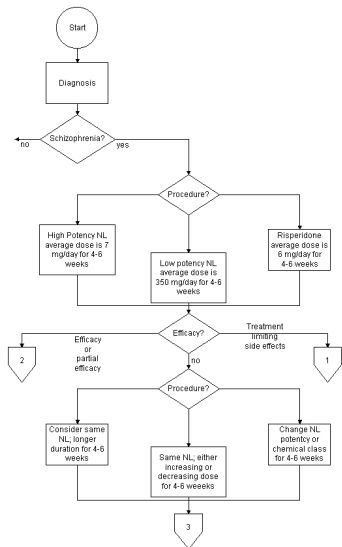 Start
Diagnosis
Schizophrenia?
no
yes
Procedure?
High Potency NL
average dose is 7
mg/day for 4-6
weeks
Low potency NL
average dose is
350 mg/day for 4-6
weeks
Risperidone
average dose is
6 mg/day for
4-6 weeks
Efficacy?
Efficacy
or
partial
efficacy
Treatment
limiting
side effects
2
1
no
Procedure?
Consider same
NL; longer
duration for 4-6
weeks
Same NL; either
increasing or
decreasing dose
for 4-6 weeeks
Change NL
potentcy or
chemical class
for 4-6 weeks
3